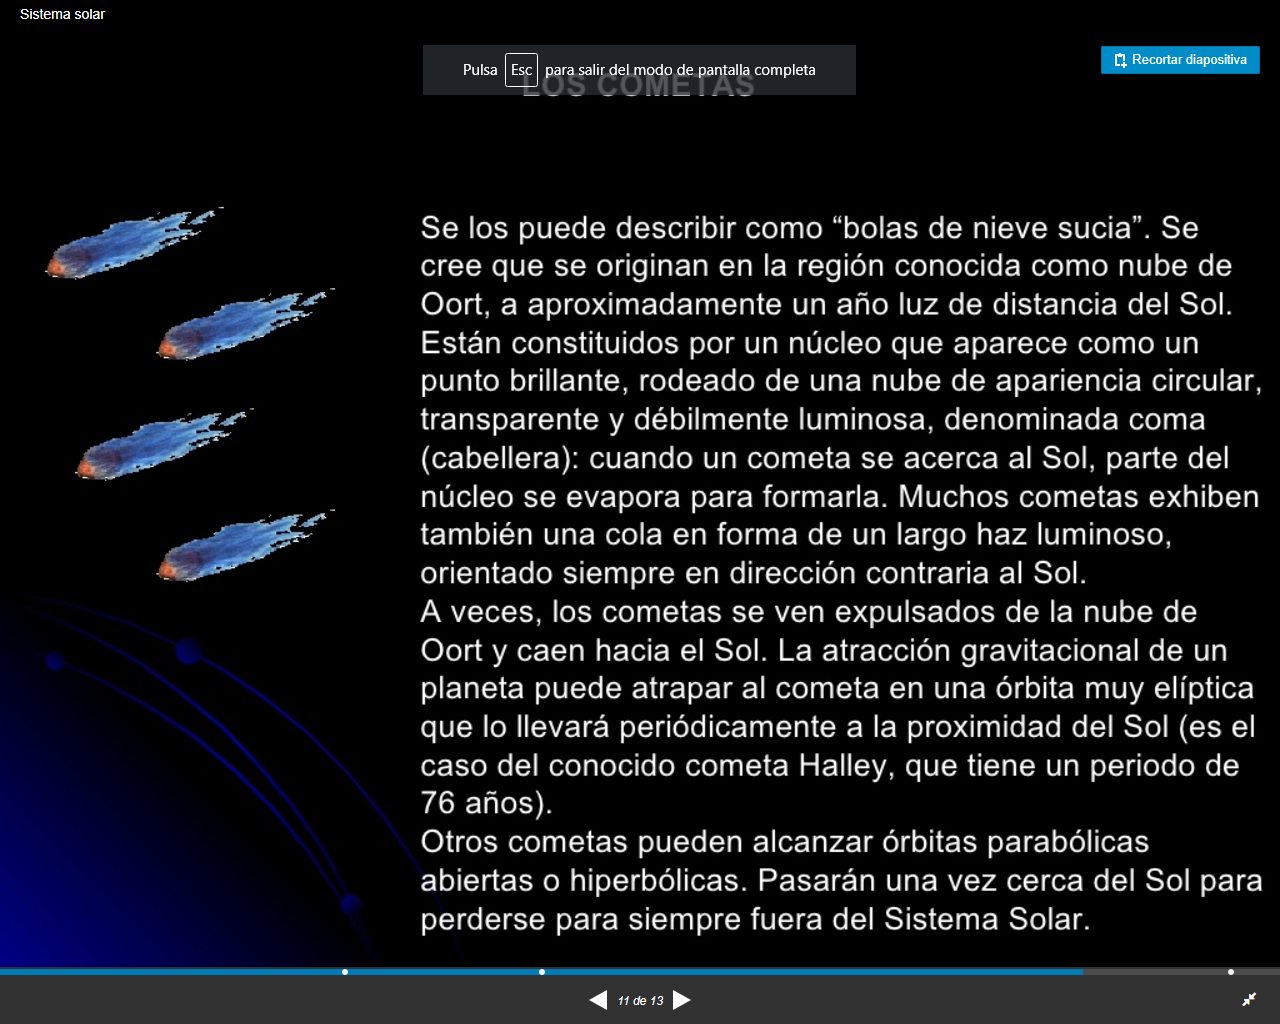 Sistema solar
Pulsa Esc para salir del modo de pantalla completa
Recortar diapositiva
LOS COMETAS
Se los puede describir como “bolas de nieve sucia”. Se
cree que se originan en la región conocida como nube de
Oort, a aproximadamente un año luz de distancia del Sol.
Están constituidos por un núcleo que aparece como un
punto brillante, rodeado de una nube de apariencia circular,
transparente y débilmente luminosa, denominada coma
(cabellera): cuando un cometa se acerca al Sol, parte del
núcleo se evapora para formarla. Muchos cometas exhiben
también una cola en forma de un largo haz luminoso,
orientado siempre en dirección contraria al Sol.
A veces, los cometas se ven expulsados de la nube de
Oort y caen hacia el Sol. La atracción gravitacional de un
planeta puede atrapar al cometa en una órbita muy elíptica
que lo llevará periódicamente a la proximidad del Sol (es el
caso del conocido cometa Halley, que tiene un periodo de
76 años).
Otros cometas pueden alcanzar órbitas parabólicas
abiertas o hiperbólicas. Pasarán una vez cerca del Sol para
perderse para siempre fuera del Sistema Solar.
11 de 13